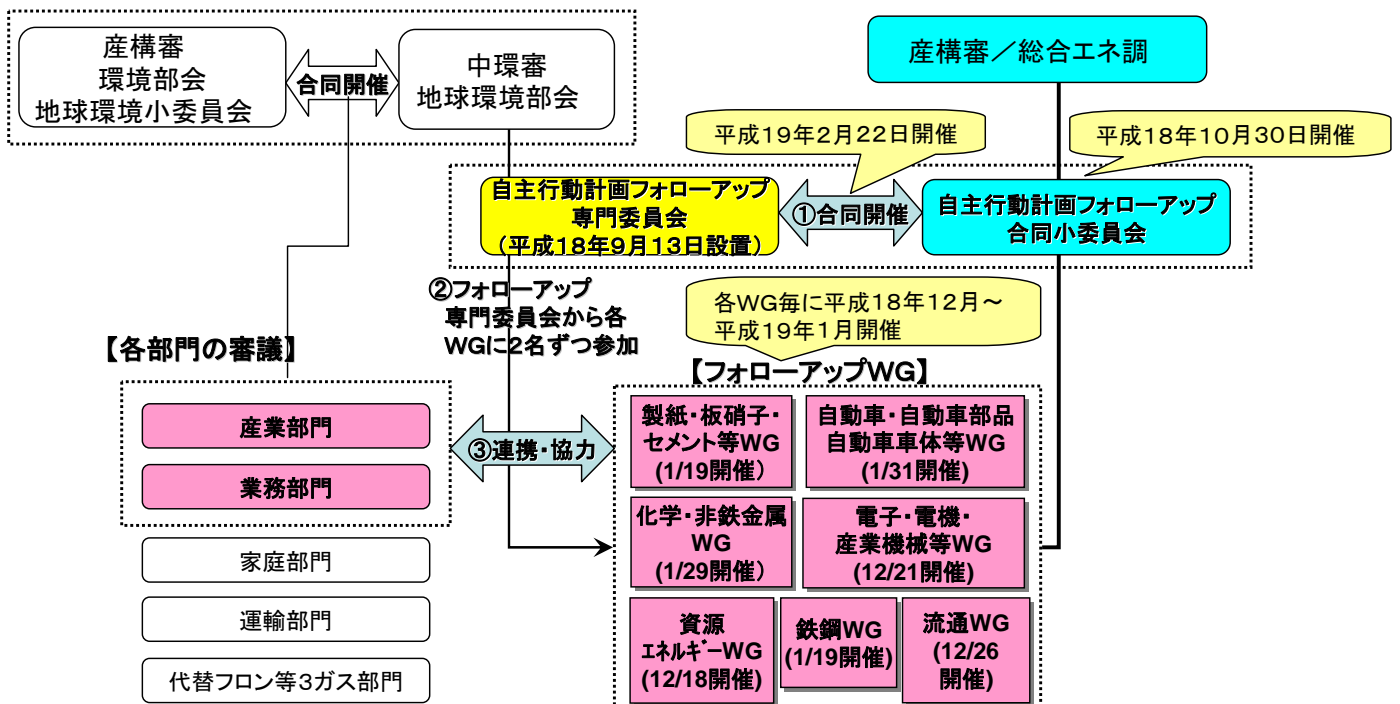 産構審
環境部会
地球環境小委員会
合同開催
中環審
地球環境部会
産構審／総合エネ調
平成19年2月22日開催
平成18年10月30日開催
自主行動計画フォローアップ
専門委員会
（平成18年9月13日設置）
①合同開催
自主行動計画フォローアップ
合同小委員会
②フォローアップ
専門委員会から各
WGに2名ずつ参加
各WG毎に平成18年12月～
平成19年1月開催
【各部門の審議】
【フォローアップWG】
産業部門
業務部門
家庭部門
運輸部門
代替フロン等3ガス部門
③連携・協力
製紙・板硝子・
セメント等WG
(1/19開催）
自動車・自動車部品
自動車車体等WG
(1/31開催)
化学・非鉄金属
WG
(1/29開催）
電子・電機・
産業機械等WG
(12/21開催)
資源
エネルギーWG
(12/18開催)
鉄鋼WG
(1/19開催)
流通WG
(12/26
開催)